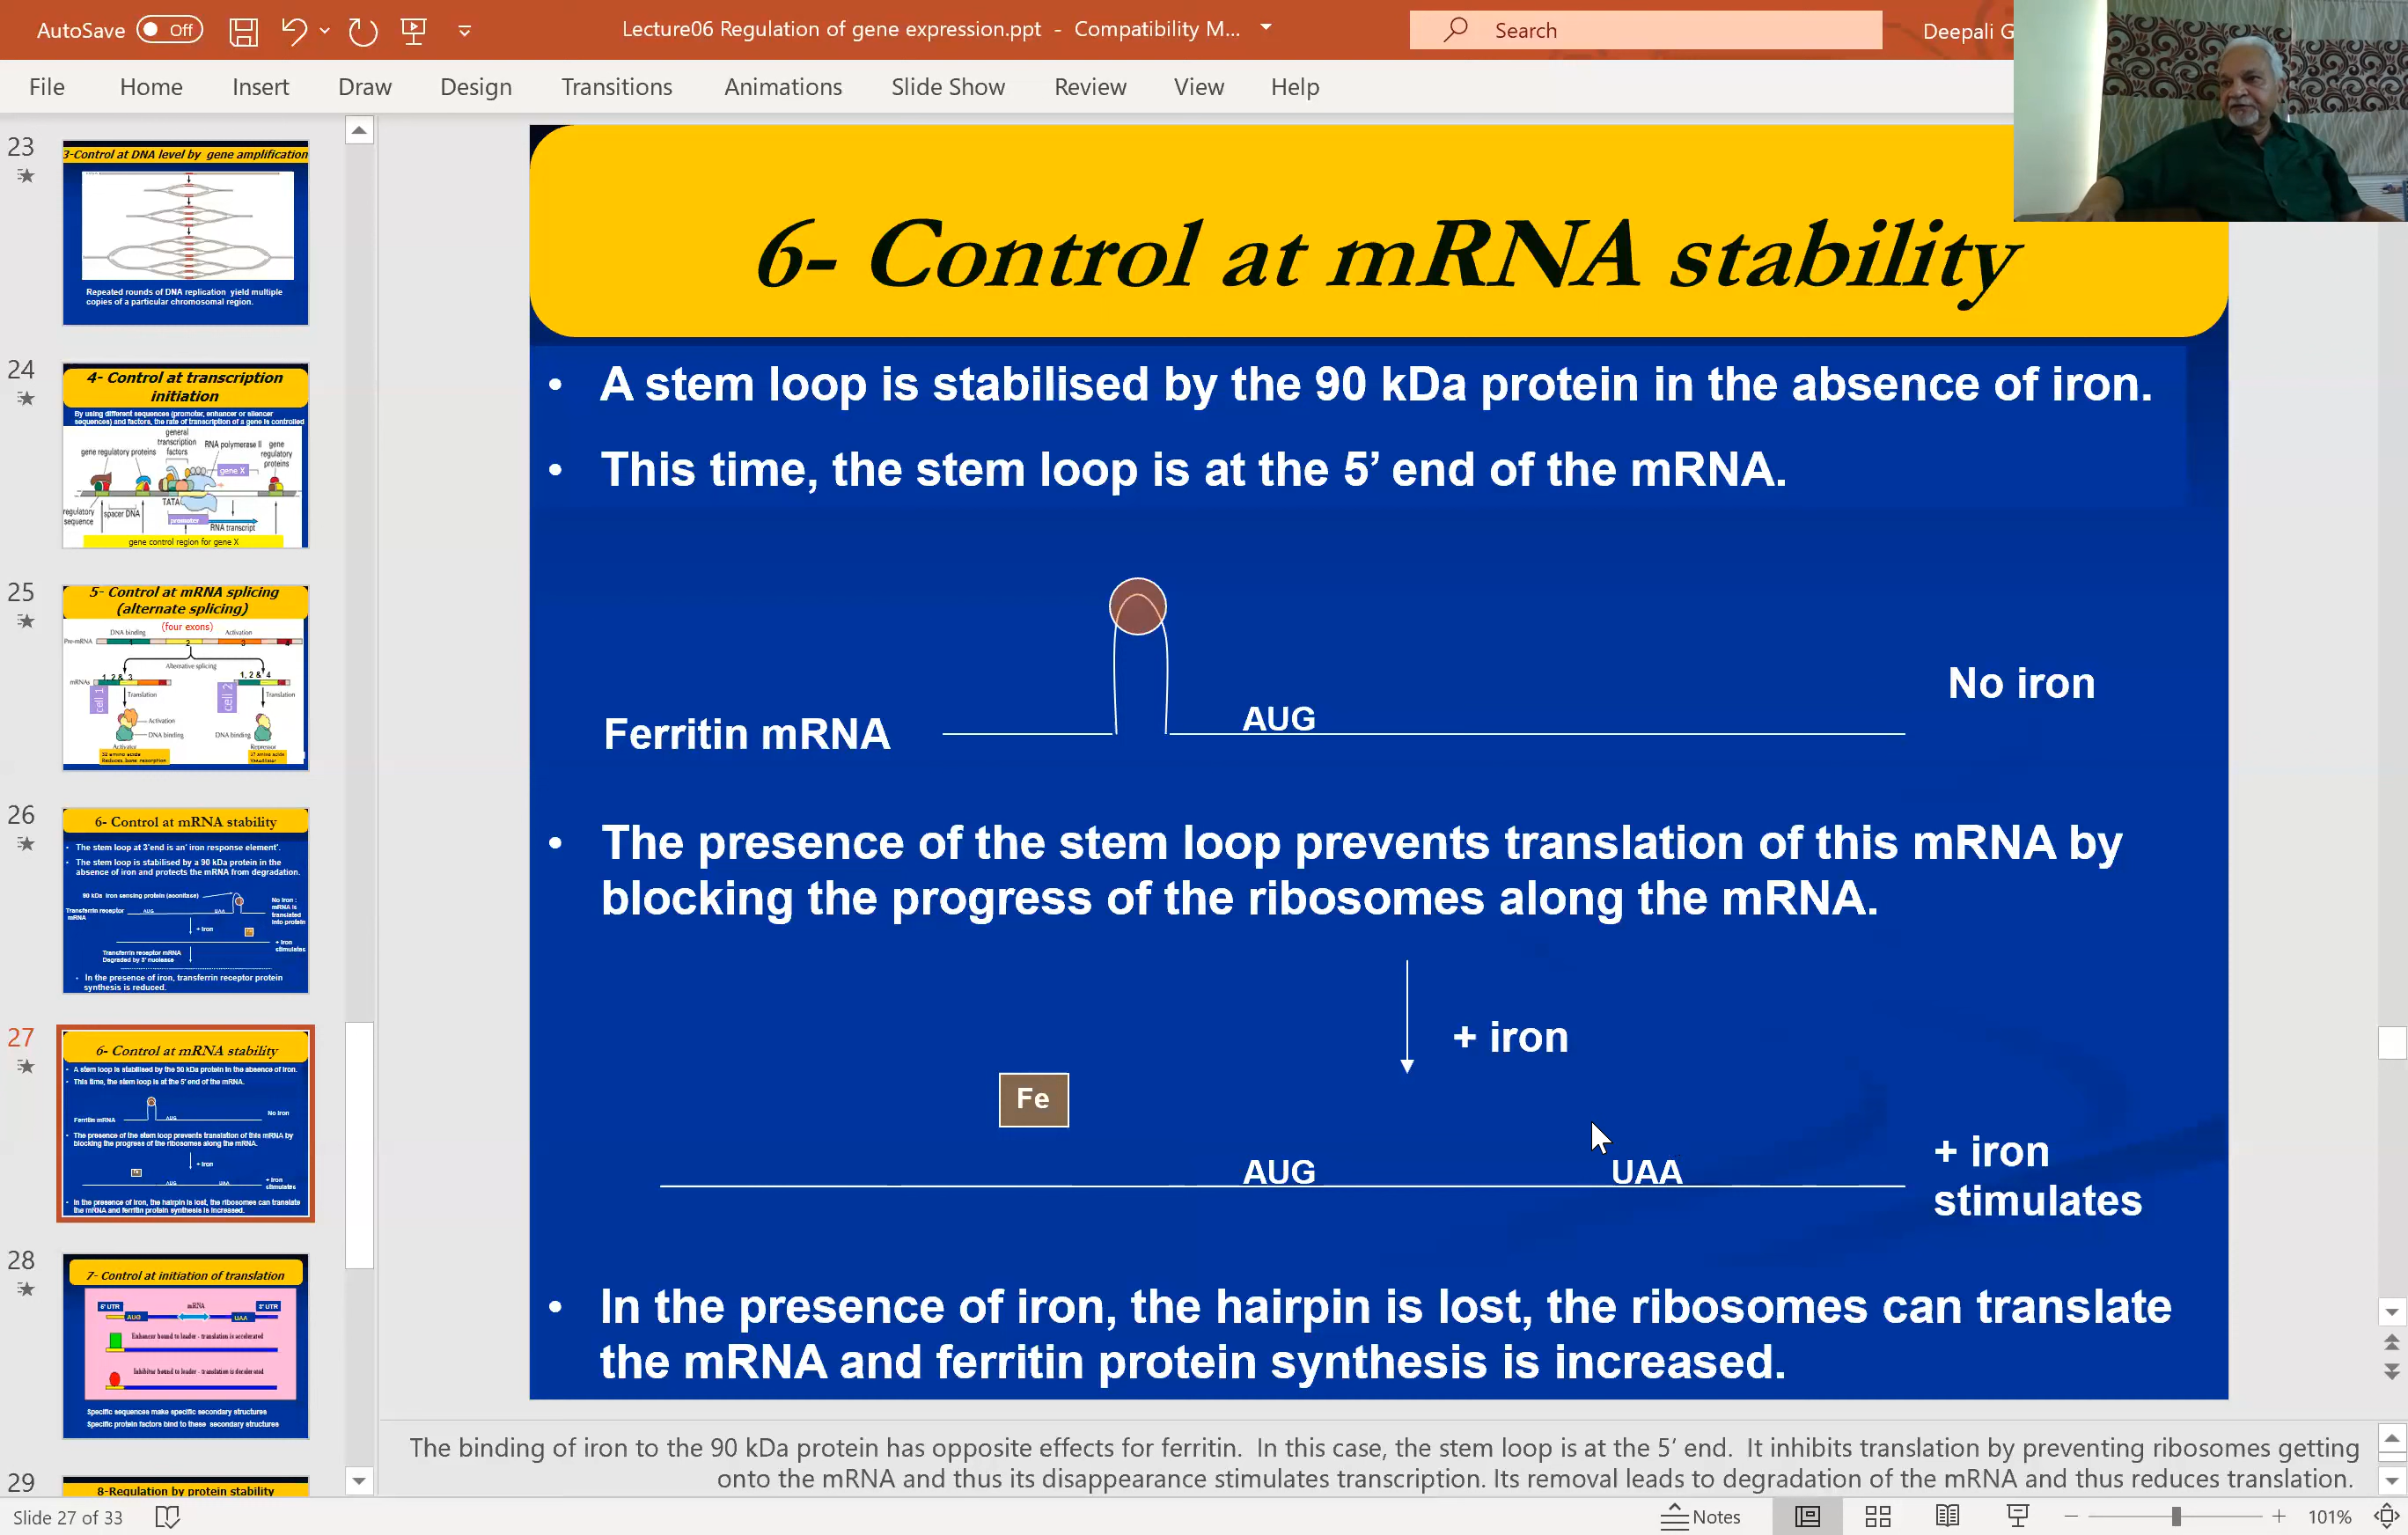 AutoSave Off Lecture06 Regulation of gene expression.ppt - Compatibility M... Search Deepali G
File Home Insert Draw Design Transitions Animations Slide Show Review View Help
23
3-Control at DNA level by gene amplification
Repeated rounds of DNA replication yield multiple
copies of a particular chromosomal region.
24
4- Control at transcription
initiation
By using different sequences (promoter, enhancer or silencer
sequences) and factors, the rate of transcription of a gene is controlled
general
transcription
factors
RNA polymerase II
gene regulatory proteins
gene
regulatory
proteins
gene X
TATA
regulatory
sequence
spacer DNA
promoter
RNA transcript
gene control region for gene X
25
5- Control at mRNA splicing
(alternate splicing)
(four exons)
DNA binding Activation
Pre-mRNA 1 2 3 4
Alternative splicing
1, 2 & 3 1, 2 & 4
mRNAs
cell 1 cell 2
Translation Translation
Activation
DNA binding DNA binding
Activator Repressor
26
6- Control at mRNA stability
• The stem loop at 3'end is an' iron response element'.
• The stem loop is stabilised by a 90 kDa protein in the
absence of iron and protects the mRNA from degradation.
90 kDa iron sensing protein (aconitase)
No iron :
mRNA is
translated
into protein
Transferrin receptor
mRNA
AUG UAA
+ iron
+ iron
stimulates
Transferrin receptor mRNA
Degraded by 3' nuclease
• In the presence of iron, transferrin receptor protein
synthesis is reduced.
27
6- Control at mRNA stability
• A stem loop is stabilised by the 90 kDa protein in the absence of iron.
• This time, the stem loop is at the 5' end of the mRNA.
No iron
Ferritin mRNA AUG
• The presence of the stem loop prevents translation of this mRNA by
blocking the progress of the ribosomes along the mRNA.
+ iron
Fe
AUG UAA
+ iron
stimulates
• In the presence of iron, the hairpin is lost, the ribosomes can translate
the mRNA and ferritin protein synthesis is increased.
28
7- Control at initiation of translation
5' UTR mRNA 3' UTR
AUG UAA
Enhancer bound to leader - translation is accelerated
Inhibitor bound to leader - translation is decelerated
Specific sequences make specific secondary structures
Specific protein factors bind to these secondary structures
29
8-Regulation by protein stability
6- Control at mRNA stability
• A stem loop is stabilised by the 90 kDa protein in the absence of iron.
• This time, the stem loop is at the 5’ end of the mRNA.
No iron
Ferritin mRNA AUG
• The presence of the stem loop prevents translation of this mRNA by
blocking the progress of the ribosomes along the mRNA.
+ iron
Fe
AUG UAA
+ iron
stimulates
• In the presence of iron, the hairpin is lost, the ribosomes can translate
the mRNA and ferritin protein synthesis is increased.
The binding of iron to the 90 kDa protein has opposite effects for ferritin. In this case, the stem loop is at the 5’ end. It inhibits translation by preventing ribosomes getting
onto the mRNA and thus its disappearance stimulates transcription. Its removal leads to degradation of the mRNA and thus reduces translation.
Slide 27 of 33 Notes 101%